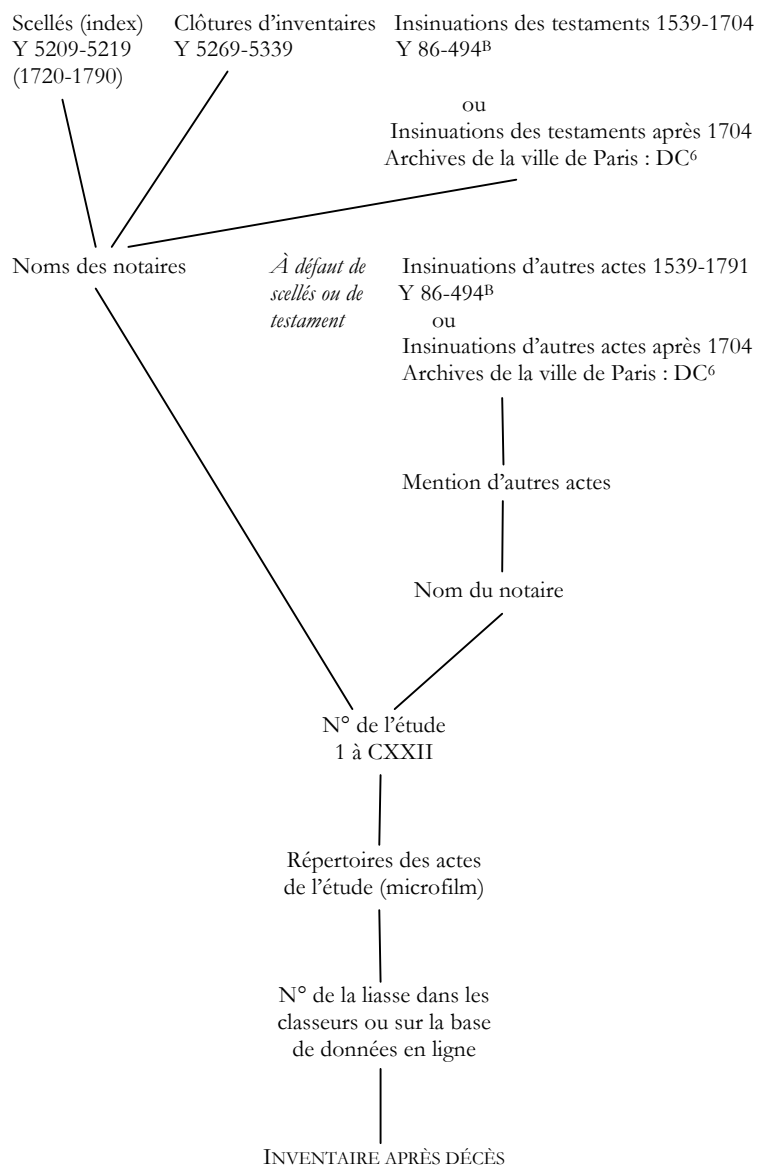 Scellés (index)
Y 5209-5219
(1720-1790)
Clôtures d'inventaires
Y 5269-5339
Insinuations des testaments 1539-1704
Y 86-494ᴮ
ou
Insinuations des testaments après 1704
Archives de la ville de Paris : DC⁶
Noms des notaires
À défaut de
scellés ou de
testament
Insinuations d'autres actes 1539-1791
Y 86-494ᴮ
ou
Insinuations d'autres actes après 1704
Archives de la ville de Paris : DC⁶
Mention d'autres actes
Nom du notaire
N° de l'étude
1 à CXXII
Répertoires des actes
de l'étude (microfilm)
N° de la liasse dans les
classeurs ou sur la base
de données en ligne
INVENTAIRE APRÈS DÉCÈS